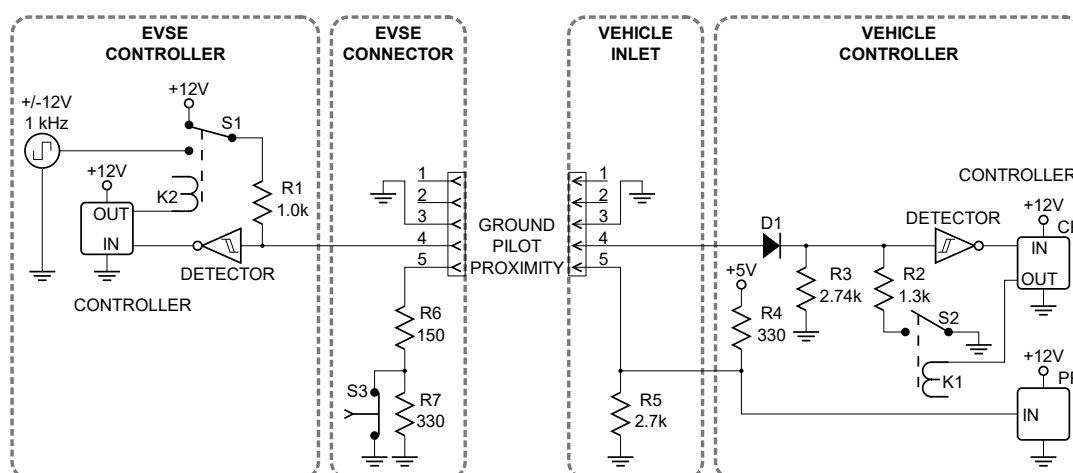 EVSE
CONTROLLER
EVSE
CONNECTOR
VEHICLE
INLET
VEHICLE
CONTROLLER
+/-12V
1 kHz
+12V
S1
+12V
K2
OUT
IN
R1
1.0k
DETECTOR
CONTROLLER
1
2
3
4
5
GROUND
PILOT
PROXIMITY
1
2
3
4
5
R6
150
S3
R7
330
R5
2.7k
+5V
R4
330
D1
R3
2.74k
R2
1.3k
S2
K1
DETECTOR
CONTROLLER
+12V
IN
OUT
+12V
IN